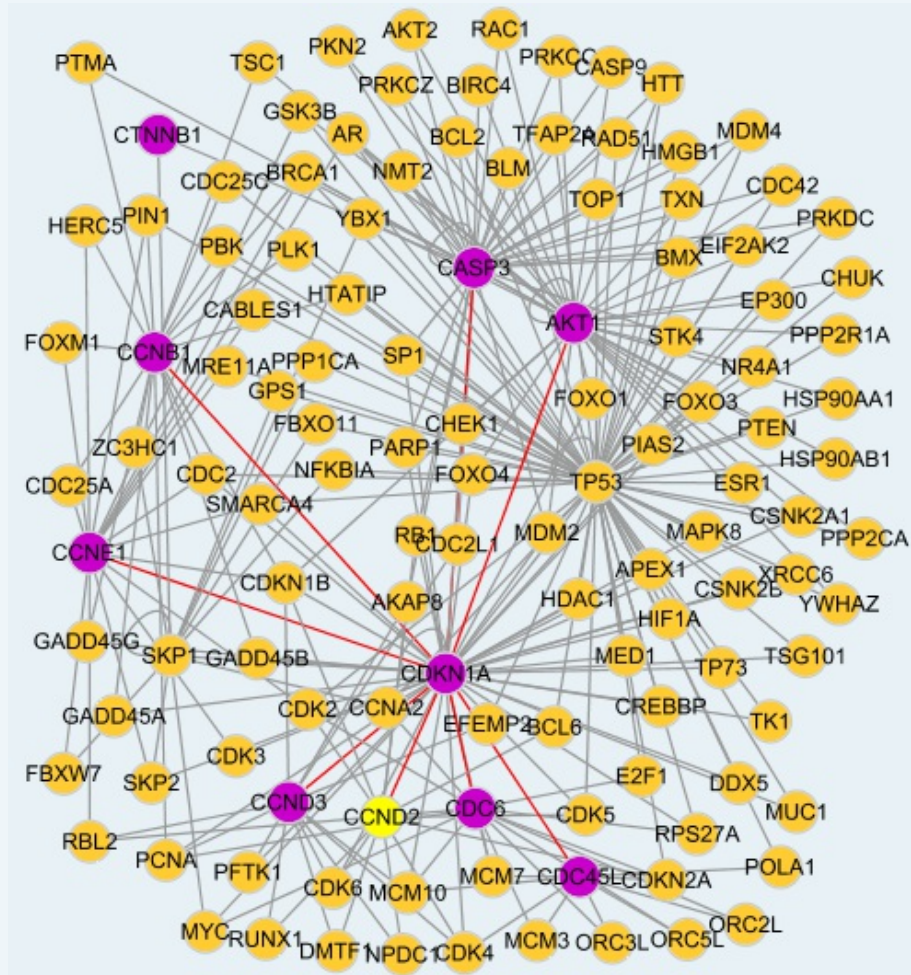 RAC1
AKT2
PKN2
PRKCC
PTMA
TSC1
CASP9
PRKCZ
BIRC4
HTT
GSK3B
CTNNB1
AR
BCL2
TFAP2A
RAD51
MDM4
HMGB1
BRCA1
CDC25C
NMT2
BLM
TOP1
TXN
CDC42
HERC5
PIN1
YBX1
PRKDC
PBK
PLK1
CASP3
BMX
EIF2AK2
CHUK
HTATIP
CABLES1
EP300
AKT1
FOXM1
CCNB1
STK4
PPP2R1A
MRE11A
PPP1CA
SP1
NR4A1
GPS1
FOXO1
FOXO3
HSP90AA1
FBXO11
CHEK1
PTEN
ZC3HC1
PARP1
PIAS2
HSP90AB1
NFKBIA
CDC2
FOXO4
TP53
ESR1
CDC25A
SMARCA4
CSNK2A1
MDM2
MAPK8
RB1
CDC2L1
PPP2CA
CCNE1
APEX1
XRCC6
CDKN1B
AKAP8
HDAC1
CSNK2B
YWHAZ
HIF1A
GADD45G
SKP1
GADD45B
MED1
TSG101
CDKN1A
TP73
GADD45A
CDK2
CCNA2
CREBBP
EFEMP2
BCL6
TK1
CDK3
FBXW7
SKP2
E2F1
DDX5
CCND3
CCND2
CDC6
CDK5
MUC1
RPS27A
RBL2
PCNA
PFTK1
MCM7
CDC45L
POLA1
CDK6
MCM10
CDKN2A
MYC
RUNX1
MCM3
ORC2L
DMTF1
NPDC1
CDK4
ORC3L
ORC5L